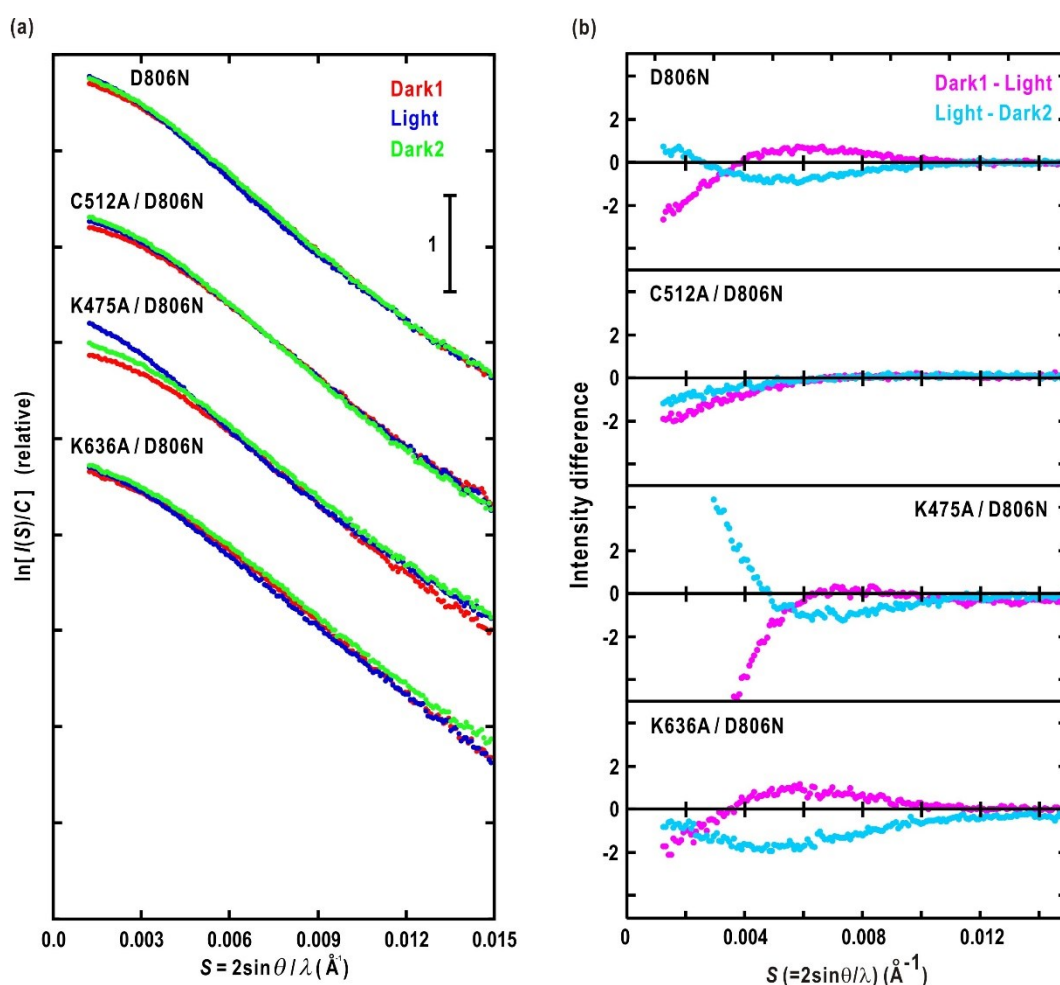 (a)
D806N
Dark1
Light
Dark2
C512A / D806N
1
K475A / D806N
K636A / D806N
ln[ I(S)/C ] (relative)
0.0 0.003 0.006 0.009 0.012 0.015
S = 2sinθ/λ (Å⁻¹)
(b)
D806N
Dark1 - Light
Light - Dark2
2
0
-2
C512A / D806N
2
0
-2
K475A / D806N
2
0
-2
K636A / D806N
2
0
-2
Intensity difference
0 0.004 0.008 0.012
S (=2sinθ/λ) (Å⁻¹)